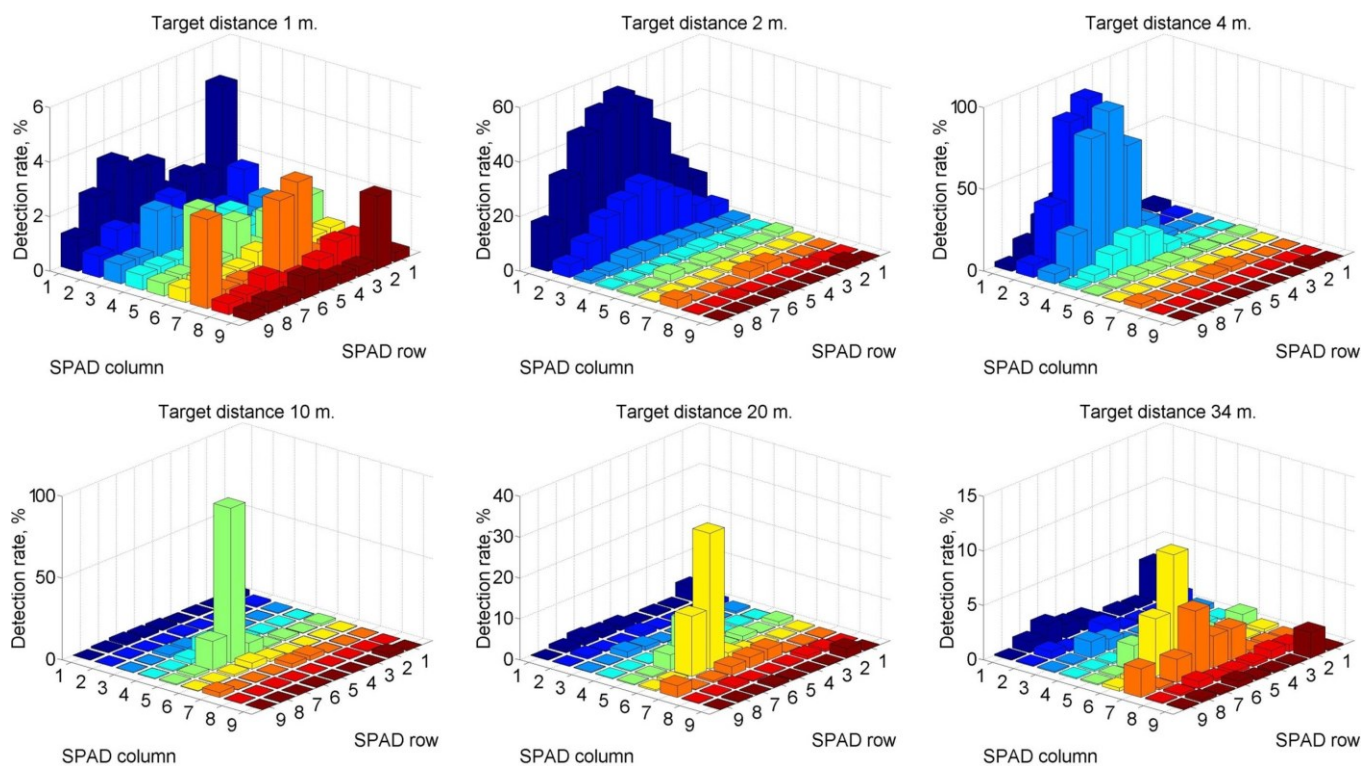 Target distance 1 m.
Target distance 2 m.
Target distance 4 m.
Detection rate, %
6
4
2
0
1 2 3 4 5 6 7 8 9
9 8 7 6 5 4 3 2 1
SPAD column
SPAD row
Detection rate, %
60
40
20
0
1 2 3 4 5 6 7 8 9
9 8 7 6 5 4 3 2 1
SPAD column
SPAD row
Detection rate, %
100
50
0
1 2 3 4 5 6 7 8 9
9 8 7 6 5 4 3 2 1
SPAD column
SPAD row
Target distance 10 m.
Target distance 20 m.
Target distance 34 m.
Detection rate, %
100
50
0
1 2 3 4 5 6 7 8 9
9 8 7 6 5 4 3 2 1
SPAD column
SPAD row
Detection rate, %
40
30
20
10
0
1 2 3 4 5 6 7 8 9
9 8 7 6 5 4 3 2 1
SPAD column
SPAD row
Detection rate, %
15
10
5
0
1 2 3 4 5 6 7 8 9
9 8 7 6 5 4 3 2 1
SPAD column
SPAD row